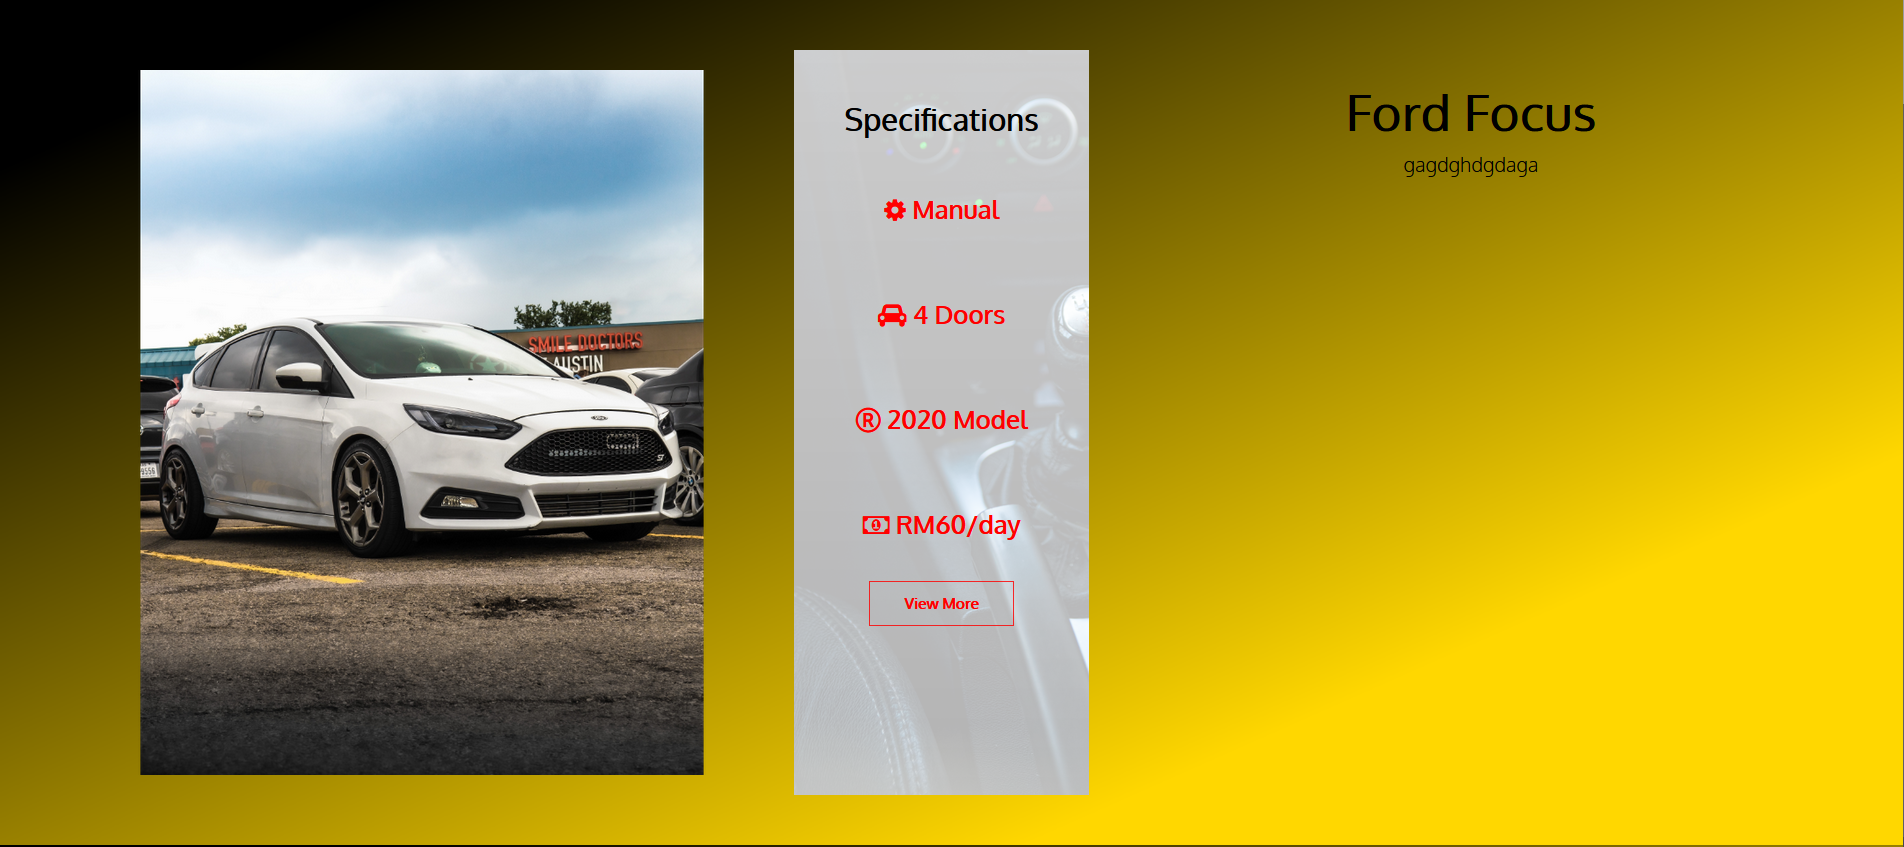 SMILE DOCTORS
AUSTIN
Specifications
Manual
4 Doors
® 2020 Model
RM60/day
View More
Ford Focus
gagdghdgdaga